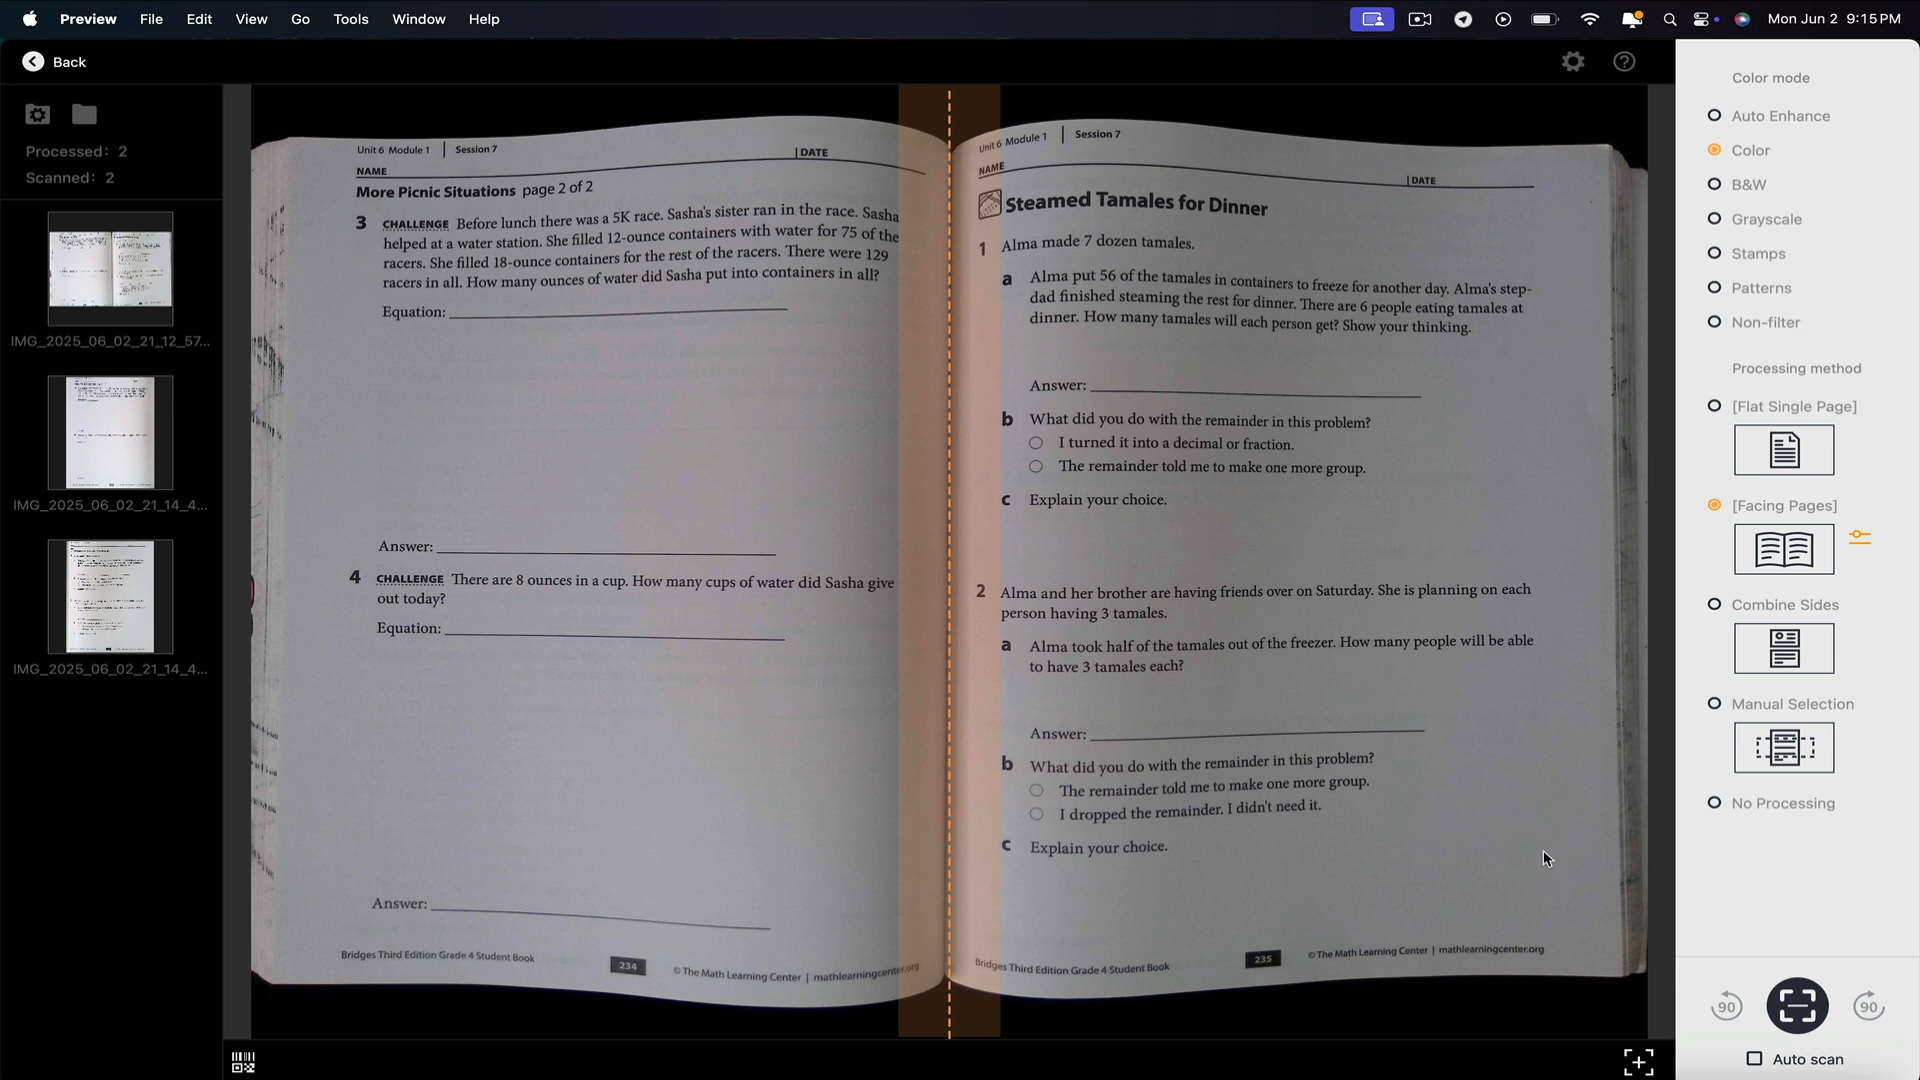 Preview File Edit View Go Tools Window Help
Mon Jun 2 9:15 PM
Back
Processed: 2
Scanned: 2
IMG_2025_06_02_21_12_57...
IMG_2025_06_02_21_14_4...
IMG_2025_06_02_21_14_4...
Unit 6 Module 1 | Session 7
NAME | DATE
More Picnic Situations page 2 of 2
3 CHALLENGE Before lunch there was a 5K race. Sasha's sister ran in the race. Sasha
helped at a water station. She filled 12-ounce containers with water for 75 of the
racers. She filled 18-ounce containers for the rest of the racers. There were 129
racers in all. How many ounces of water did Sasha put into containers in all?
Equation:
Answer:
4 CHALLENGE There are 8 ounces in a cup. How many cups of water did Sasha give
out today?
Equation:
Answer:
Bridges Third Edition Grade 4 Student Book 234 © The Math Learning Center | mathlearningcenter.org
Unit 6 Module 1 | Session 7
NAME | DATE
Steamed Tamales for Dinner
1 Alma made 7 dozen tamales.
a Alma put 56 of the tamales in containers to freeze for another day. Alma's step-
dad finished steaming the rest for dinner. There are 6 people eating tamales at
dinner. How many tamales will each person get? Show your thinking.
Answer:
b What did you do with the remainder in this problem?
I turned it into a decimal or fraction.
The remainder told me to make one more group.
c Explain your choice.
2 Alma and her brother are having friends over on Saturday. She is planning on each
person having 3 tamales.
a Alma took half of the tamales out of the freezer. How many people will be able
to have 3 tamales each?
Answer:
b What did you do with the remainder in this problem?
The remainder told me to make one more group.
I dropped the remainder. I didn't need it.
c Explain your choice.
Bridges Third Edition Grade 4 Student Book 235 © The Math Learning Center | mathlearningcenter.org
Color mode
Auto Enhance
Color
B&W
Grayscale
Stamps
Patterns
Non-filter
Processing method
[Flat Single Page]
[Facing Pages]
Combine Sides
Manual Selection
No Processing
90
90
Auto scan